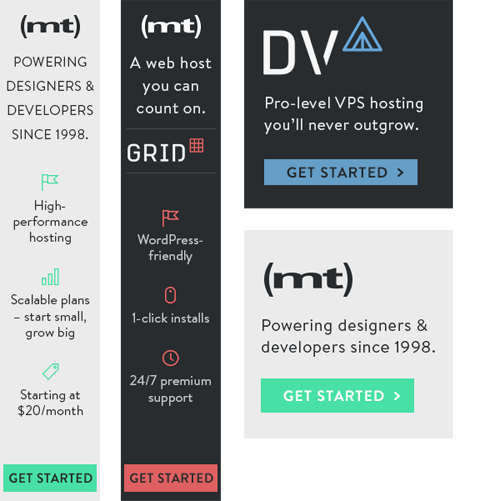 (mt)
POWERING
DESIGNERS &
DEVELOPERS
SINCE 1998.
High-
performance
hosting
Scalable plans
– start small,
grow big
Starting at
$20/month
GET STARTED
(mt)
A web host
you can
count on.
GRID
WordPress-
friendly
1-click installs
24/7 premium
support
GET STARTED
DV
Pro-level VPS hosting
you'll never outgrow.
GET STARTED >
(mt)
Powering designers &
developers since 1998.
GET STARTED >